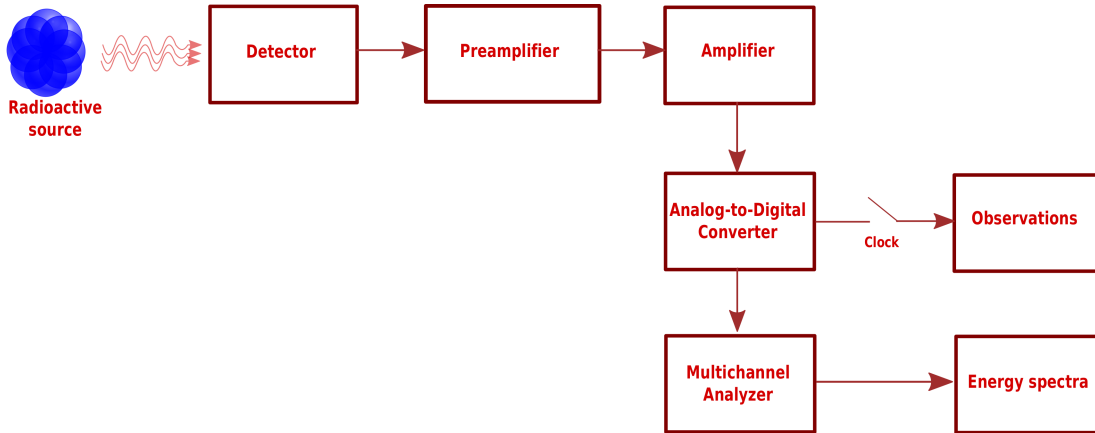 Radioactive
source
Detector
Preamplifier
Amplifier
Analog-to-Digital
Converter
Clock
Observations
Multichannel
Analyzer
Energy spectra